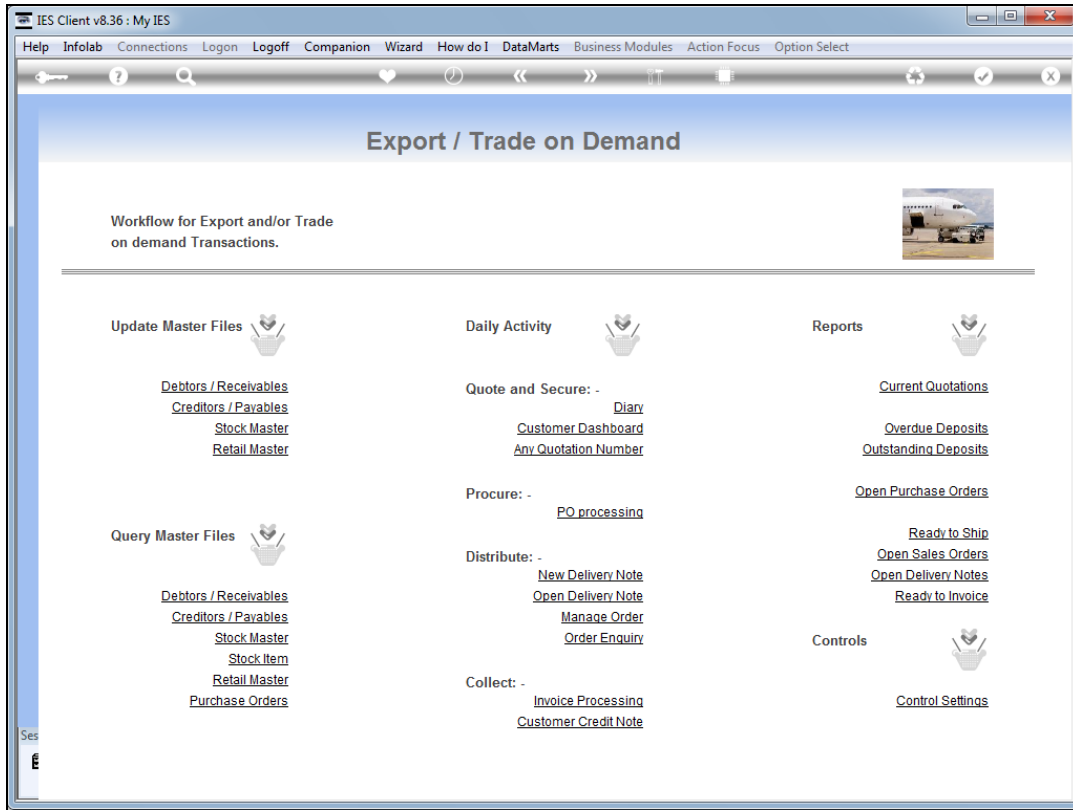 IES Client v8.36 : My IES
Help Infolab Connections Logon Logoff Companion Wizard How do I DataMarts Business Modules Action Focus Option Select
Export / Trade on Demand
Workflow for Export and/or Trade
on demand Transactions.
Update Master Files
Debtors / Receivables
Creditors / Payables
Stock Master
Retail Master
Query Master Files
Debtors / Receivables
Creditors / Payables
Stock Master
Stock Item
Retail Master
Purchase Orders
Daily Activity
Quote and Secure: -
Diary
Customer Dashboard
Any Quotation Number
Procure: -
PO processing
Distribute: -
New Delivery Note
Open Delivery Note
Manage Order
Order Enquiry
Collect: -
Invoice Processing
Customer Credit Note
Reports
Current Quotations
Overdue Deposits
Outstanding Deposits
Open Purchase Orders
Ready to Ship
Open Sales Orders
Open Delivery Notes
Ready to Invoice
Controls
Control Settings
Ses